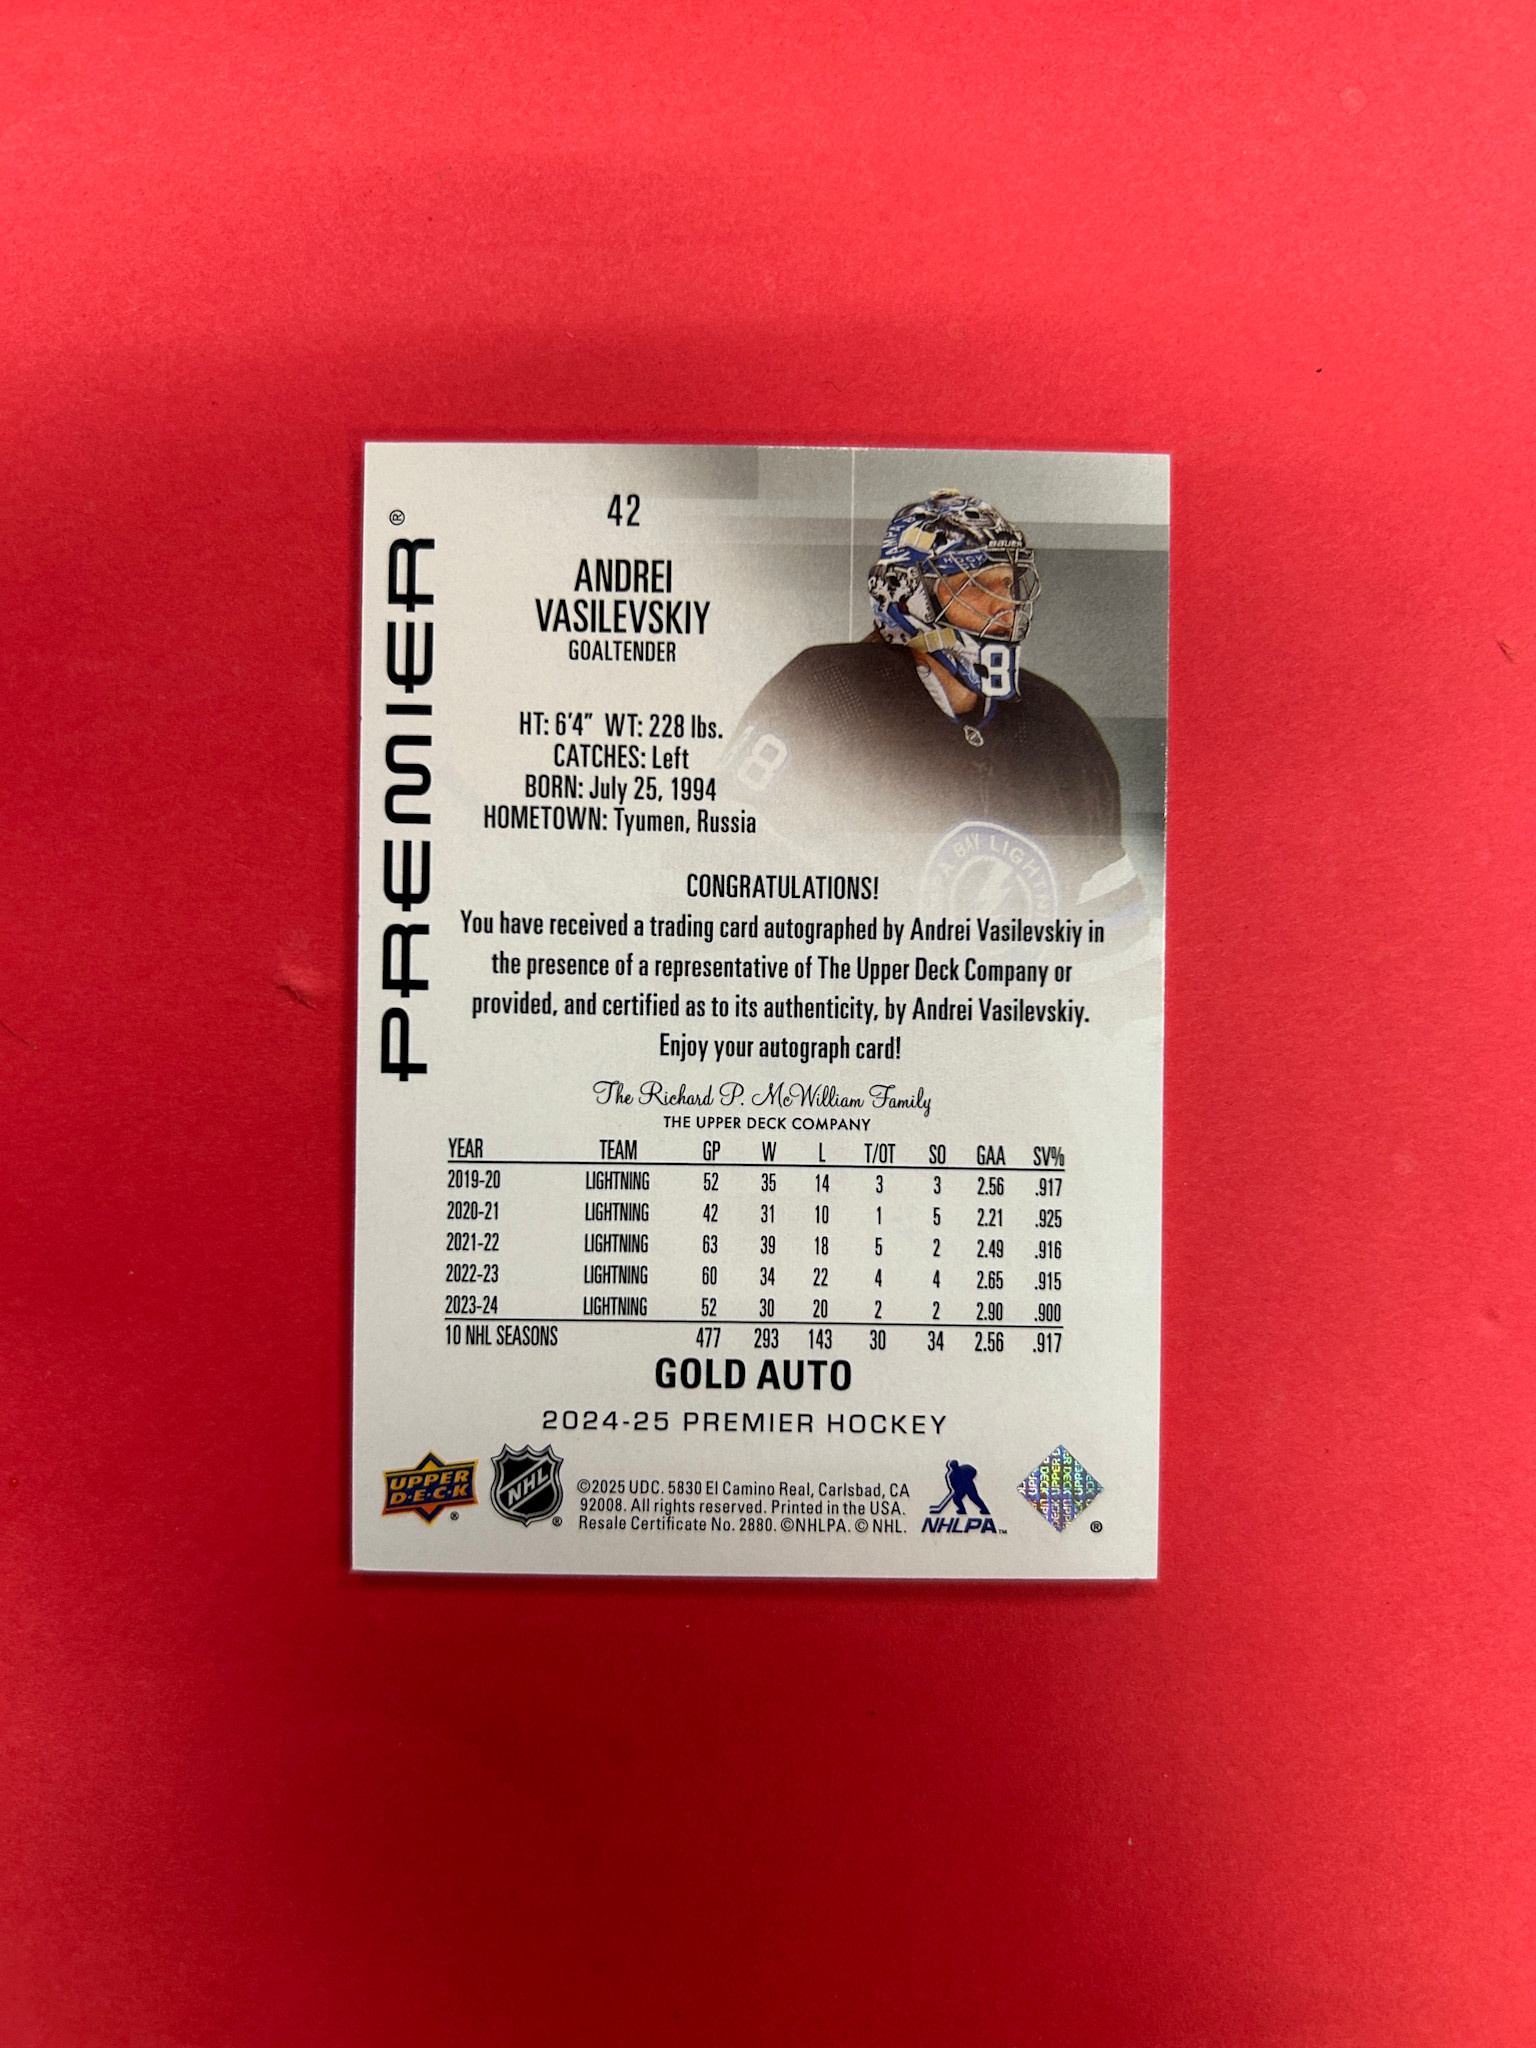 PREMIER®
42
ANDREI
VASILEVSKIY
GOALTENDER
HT: 6'4" WT: 228 lbs.
CATCHES: Left
BORN: July 25, 1994
HOMETOWN: Tyumen, Russia
BAUER
8
18
PA BAY LIGHTNIN
CONGRATULATIONS!
You have received a trading card autographed by Andrei Vasilevskiy in
the presence of a representative of The Upper Deck Company or
provided, and certified as to its authenticity, by Andrei Vasilevskiy.
Enjoy your autograph card!
The Richard P. McWilliam Family
THE UPPER DECK COMPANY
YEAR TEAM GP W L T/OT SO GAA SV%
2019-20 LIGHTNING 52 35 14 3 3 2.56 .917
2020-21 LIGHTNING 42 31 10 1 5 2.21 .925
2021-22 LIGHTNING 63 39 18 5 2 2.49 .916
2022-23 LIGHTNING 60 34 22 4 4 2.65 .915
2023-24 LIGHTNING 52 30 20 2 2 2.90 .900
10 NHL SEASONS 477 293 143 30 34 2.56 .917
GOLD AUTO
2024-25 PREMIER HOCKEY
UPPER
D·E·C·K
®
NHL
®
©2025 UDC. 5830 El Camino Real, Carlsbad, CA
92008. All rights reserved. Printed in the USA.
Resale Certificate No. 2880. ©NHLPA. © NHL.
NHLPA™
UPPER DECK
®